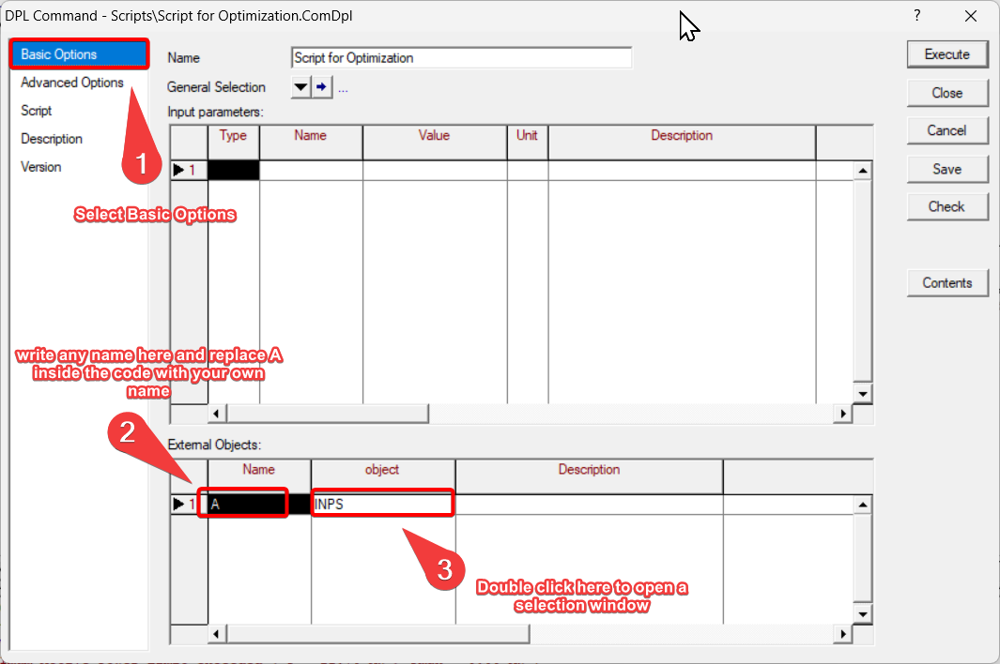 DPL Command - Scripts\Script for Optimization.ComDpl
?
Basic Options
Advanced Options
Script
Description
Version
1
Select Basic Options
Name
Script for Optimization
General Selection
...
Input parameters:
Type Name Value Unit Description
1
write any name here and replace A
inside the code with your own
name
2
External Objects:
Name object Description
1 A INPS
3
Double click here to open a
selection window
Execute
Close
Cancel
Save
Check
Contents